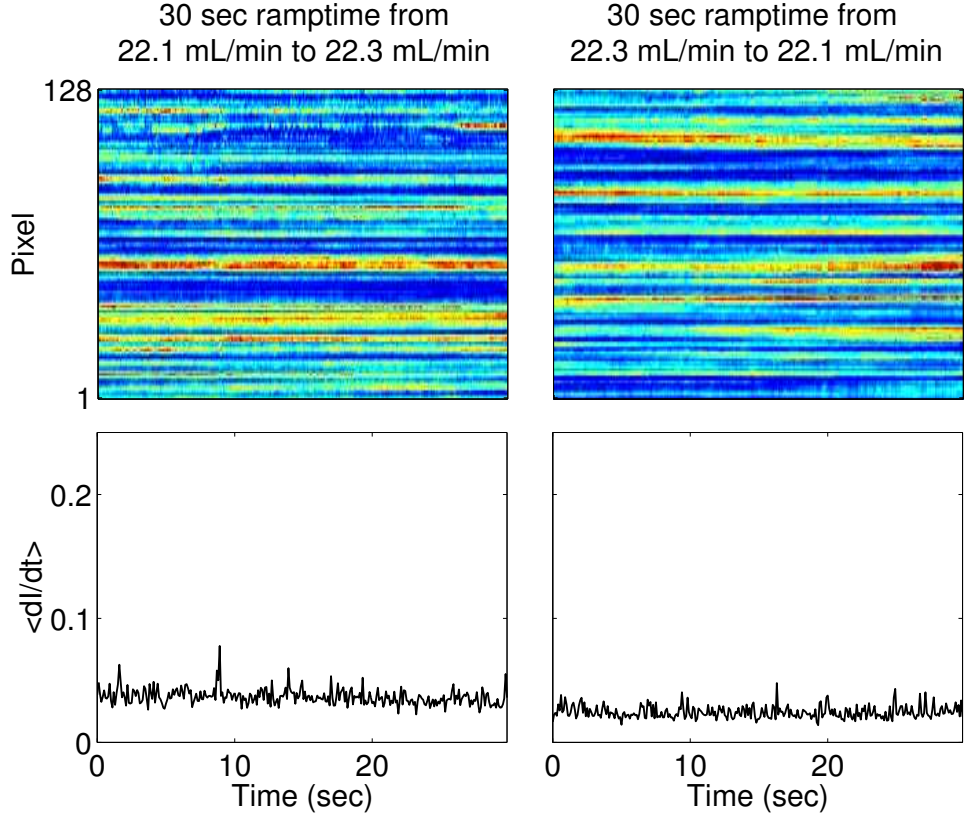 30 sec ramptime from
22.1 mL/min to 22.3 mL/min
30 sec ramptime from
22.3 mL/min to 22.1 mL/min
128
Pixel
1
0.2
0.1
0
<dI/dt>
0 10 20
Time (sec)
0 10 20
Time (sec)